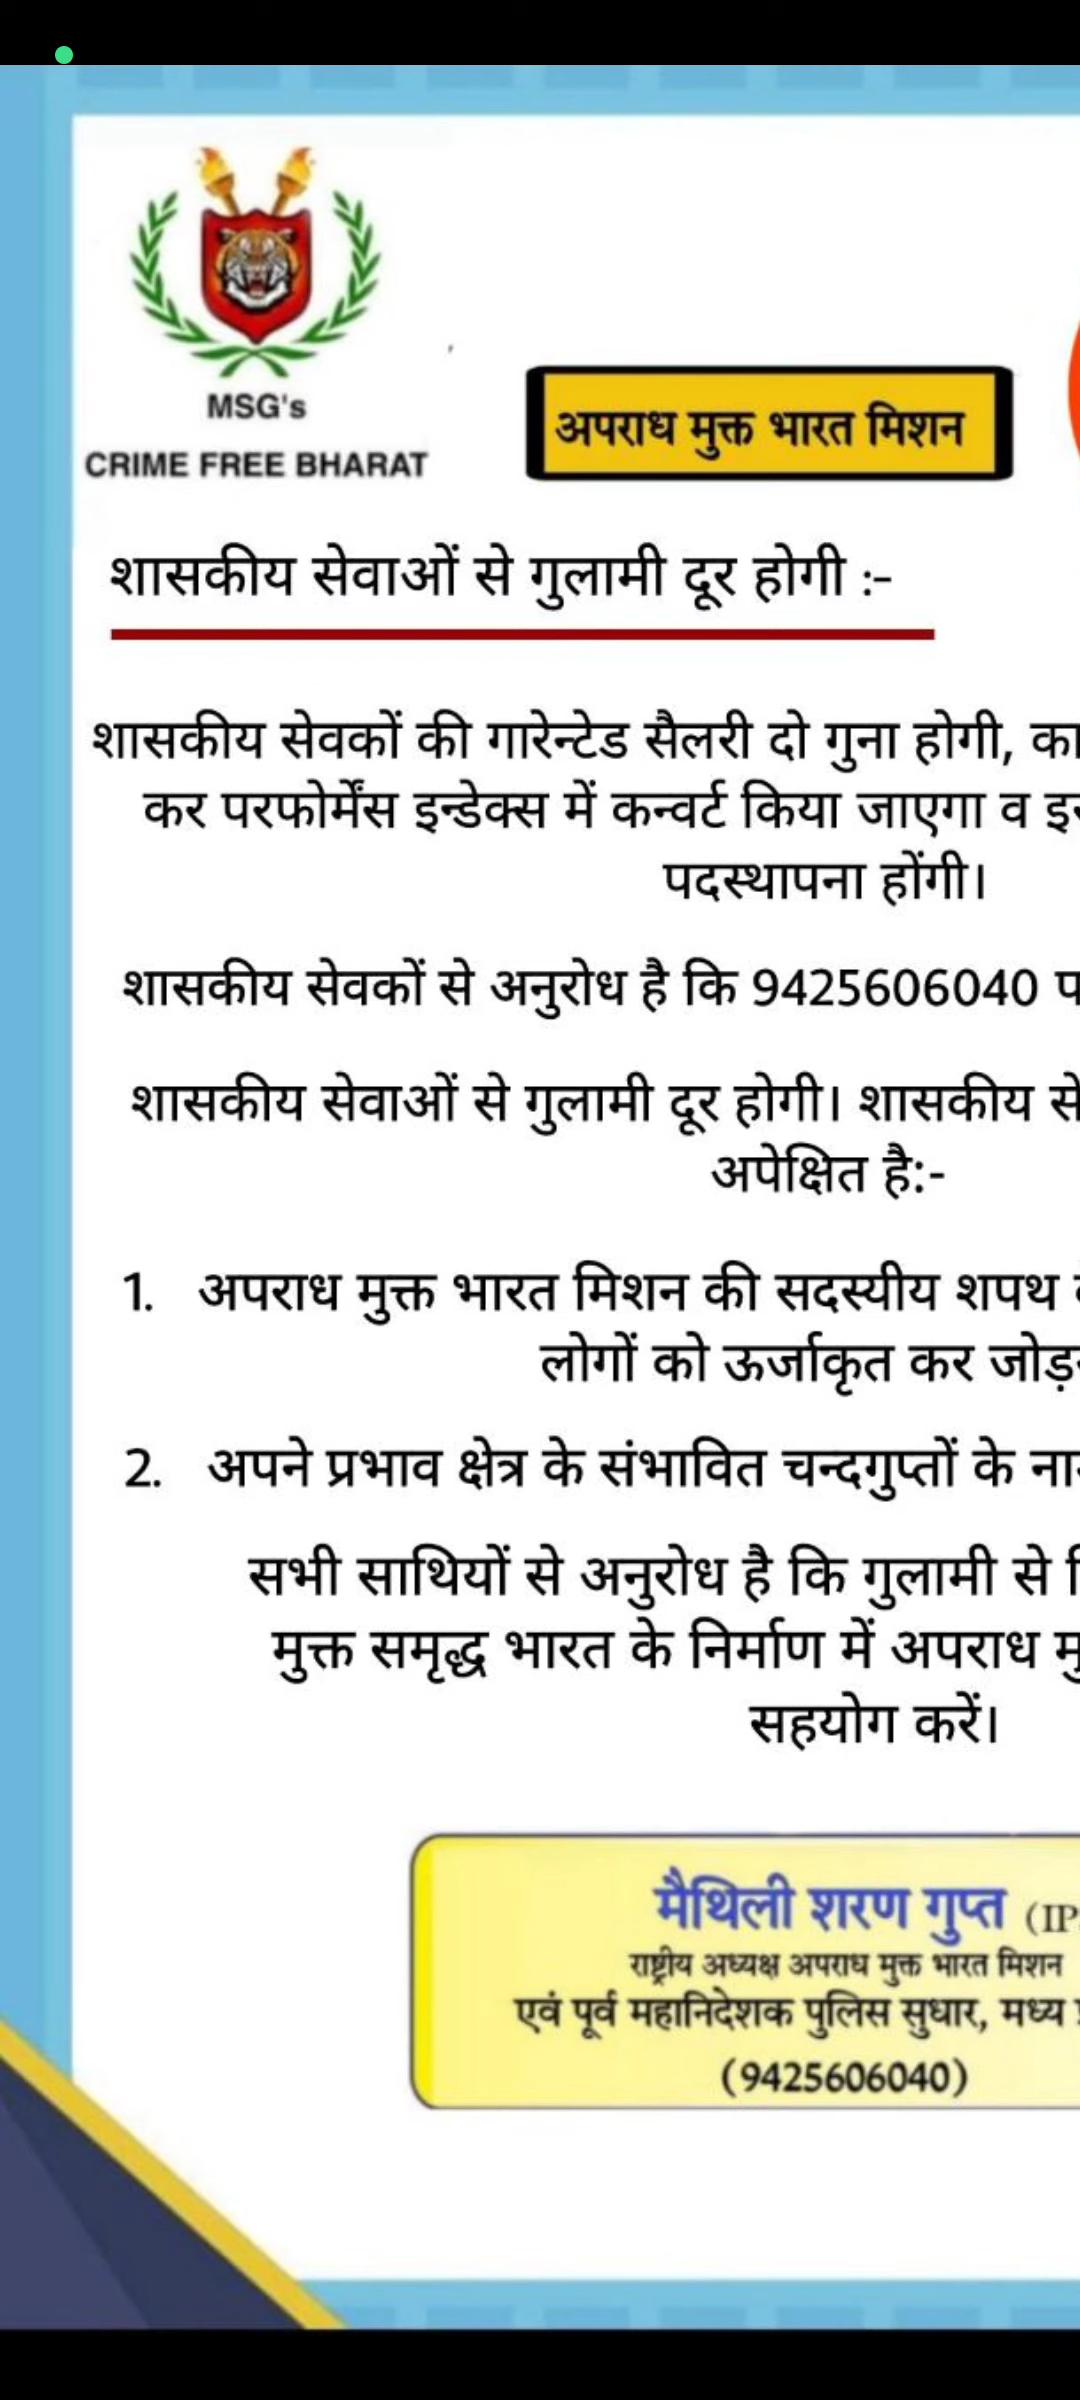 MSG's
CRIME FREE BHARAT
अपराध मुक्त भारत मिशन
शासकीय सेवाओं से गुलामी दूर होगी :-
शासकीय सेवकों की गारेन्टेड सैलरी दो गुना होगी,
कर परफोर्मेंस इन्डेक्स में कन्वर्ट किया जाएगा व
पदस्थापना होंगी।
शासकीय सेवकों से अनुरोध है कि 9425606040
शासकीय सेवाओं से गुलामी दूर होगी। शासकीय
अपेक्षित है:-
1. अपराध मुक्त भारत मिशन की सदस्यीय शपथ
लोगों को ऊर्जाकृत कर
2. अपने प्रभाव क्षेत्र के संभावित चन्दगुप्तों के
सभी साथियों से अनुरोध है कि गुलामी से
मुक्त समृद्ध भारत के निर्माण में अपराध
सहयोग करें।
मैथिली शरण गुप्त
राष्ट्रीय अध्यक्ष अपराध मुक्त भारत मिशन
एवं पूर्व महानिदेशक पुलिस सुधार, मध्य
(9425606040)